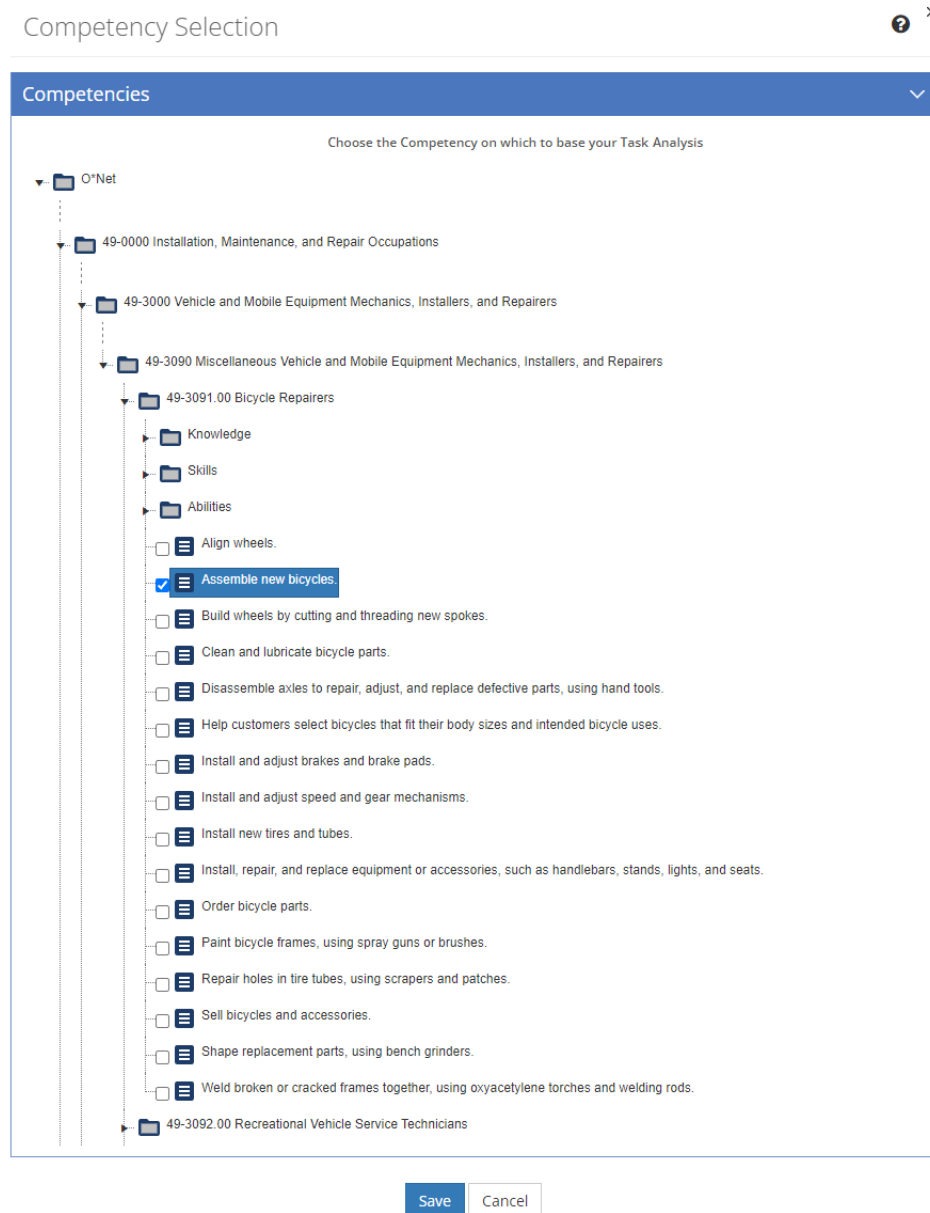 Competency Selection
Competencies
Choose the Competency on which to base your Task Analysis
O*Net
49-0000 Installation, Maintenance, and Repair Occupations
49-3000 Vehicle and Mobile Equipment Mechanics, Installers, and Repairers
49-3090 Miscellaneous Vehicle and Mobile Equipment Mechanics, Installers, and Repairers
49-3091.00 Bicycle Repairers
Knowledge
Skills
Abilities
Align wheels.
Assemble new bicycles.
Build wheels by cutting and threading new spokes.
Clean and lubricate bicycle parts.
Disassemble axles to repair, adjust, and replace defective parts, using hand tools.
Help customers select bicycles that fit their body sizes and intended bicycle uses.
Install and adjust brakes and brake pads.
Install and adjust speed and gear mechanisms.
Install new tires and tubes.
Install, repair, and replace equipment or accessories, such as handlebars, stands, lights, and seats.
Order bicycle parts.
Paint bicycle frames, using spray guns or brushes.
Repair holes in tire tubes, using scrapers and patches.
Sell bicycles and accessories.
Shape replacement parts, using bench grinders.
Weld broken or cracked frames together, using oxyacetylene torches and welding rods.
49-3092.00 Recreational Vehicle Service Technicians
Save Cancel